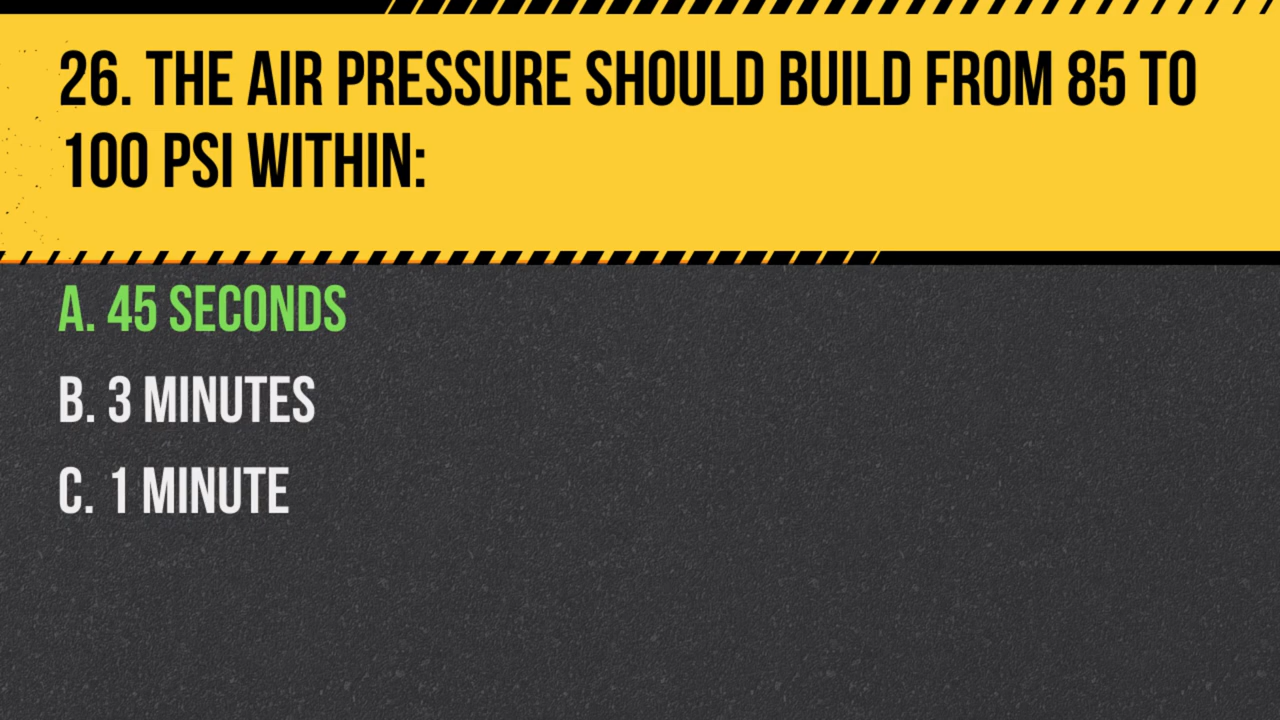 26. THE AIR PRESSURE SHOULD BUILD FROM 85 TO
100 PSI WITHIN:
A. 45 SECONDS
B. 3 MINUTES
C. 1 MINUTE